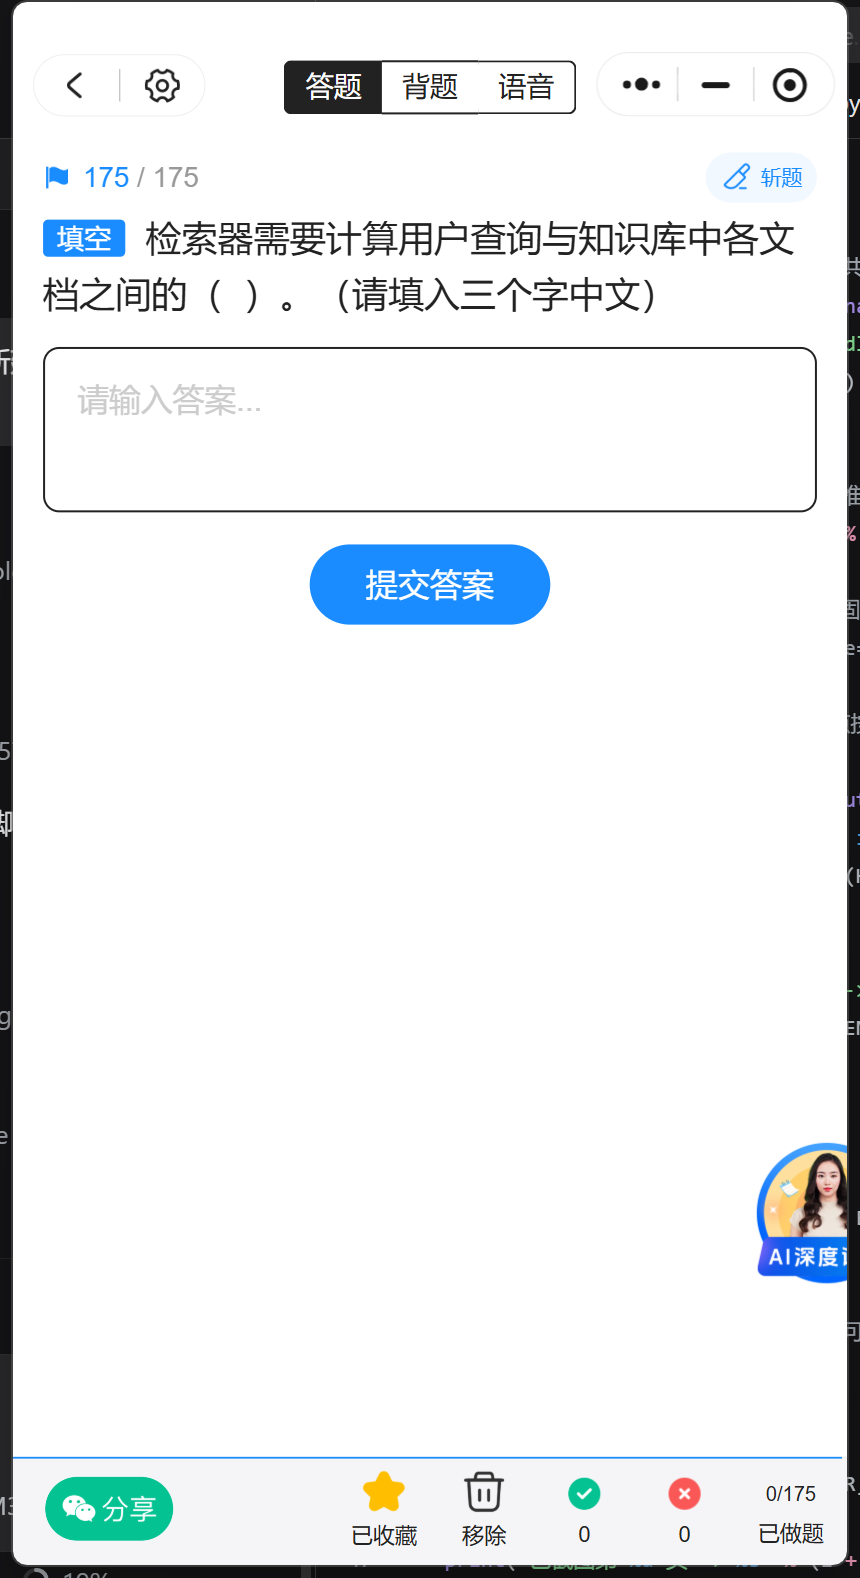 答题 背题 语音
175 / 175
斩题
填空 检索器需要计算用户查询与知识库中各文
档之间的（ ）。（请填入三个字中文）
请输入答案...
提交答案
AI深度
分享
已收藏
移除
0
0
0/175
已做题